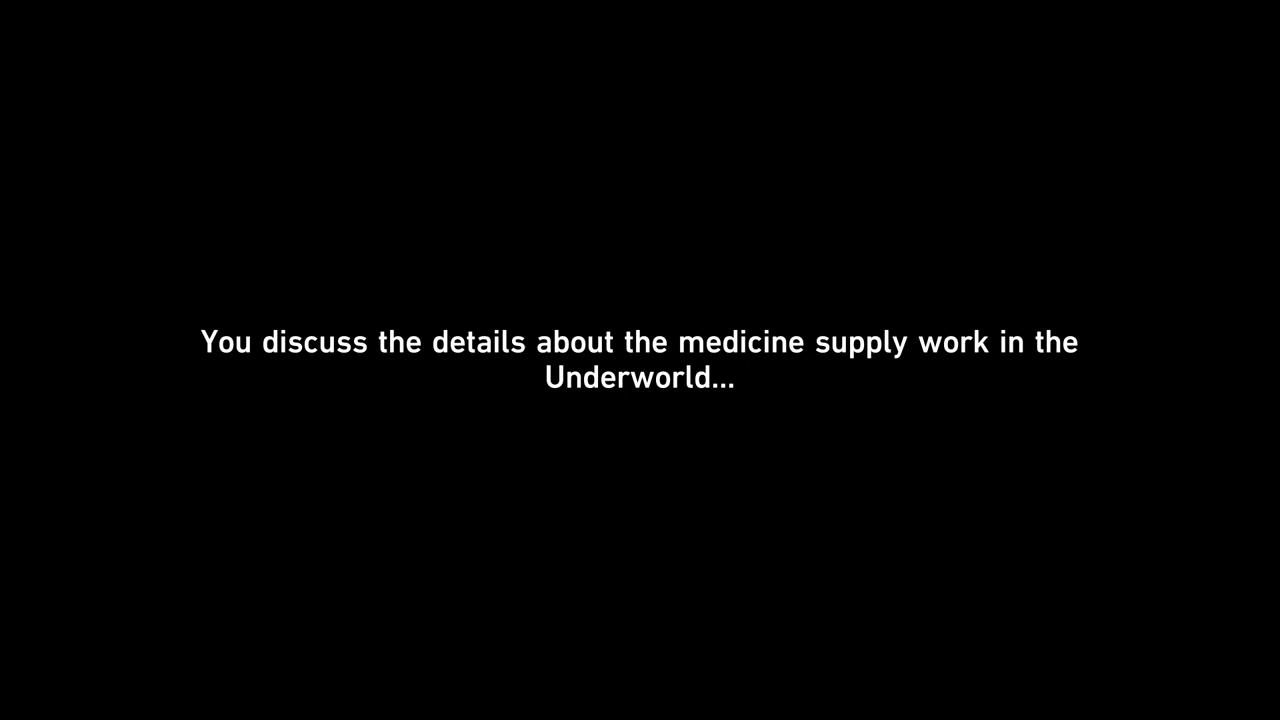 You discuss the details about the medicine supply work in the
Underworld...